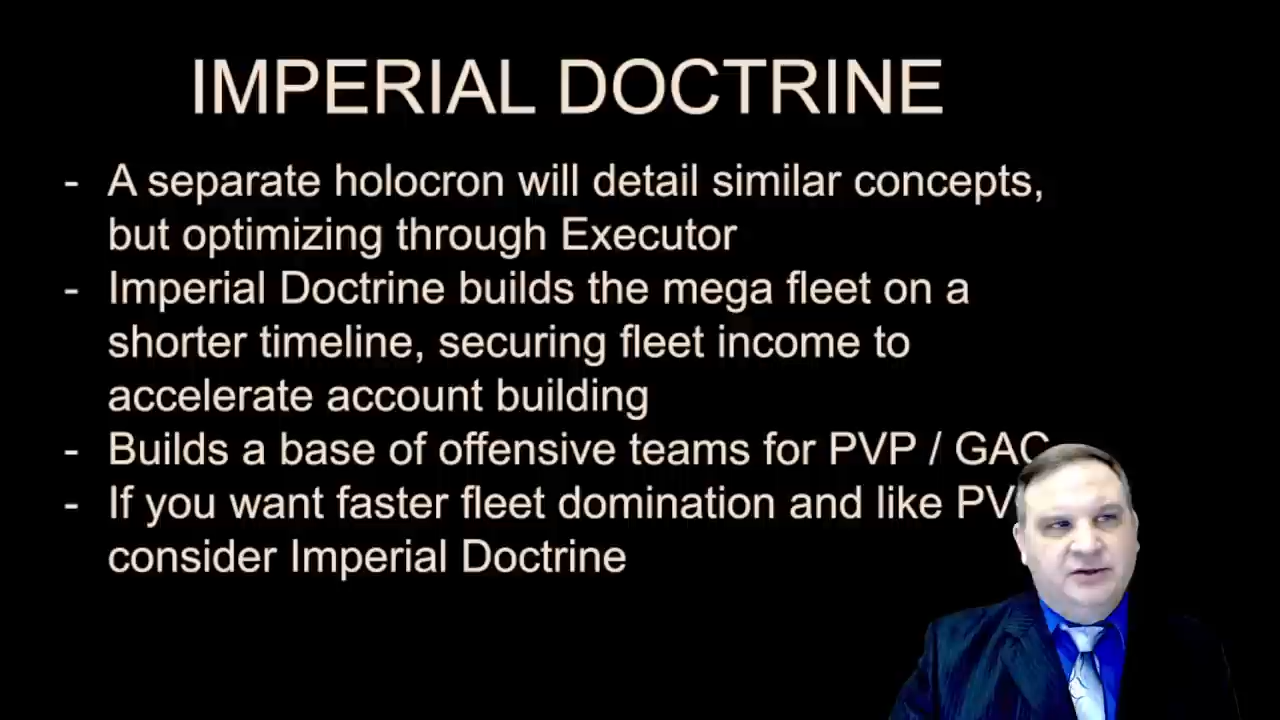 IMPERIAL DOCTRINE
- A separate holocron will detail similar concepts,
but optimizing through Executor
- Imperial Doctrine builds the mega fleet on a
shorter timeline, securing fleet income to
accelerate account building
- Builds a base of offensive teams for PVP / GAC
- If you want faster fleet domination and like
consider Imperial Doctrine